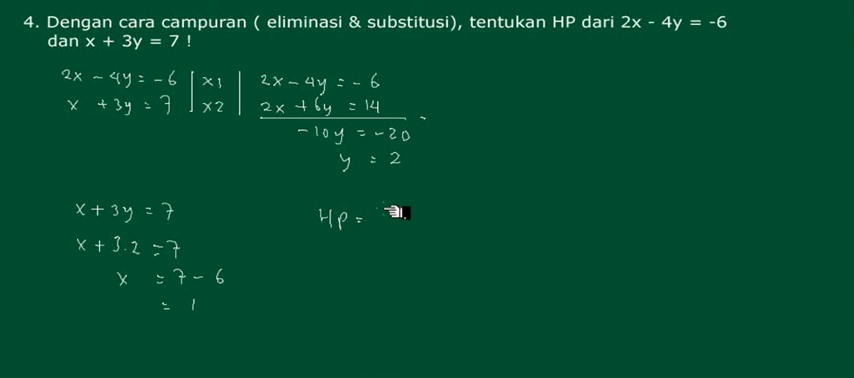 4. Dengan cara campuran ( eliminasi & substitusi), tentukan HP dari 2x - 4y = -6
dan x + 3y = 7 !
2x - 4y = -6 | x1 | 2x - 4y = -6
x + 3y = 7 | x2 | 2x + 6y = 14 -
-10y = -20
y = 2
x + 3y = 7
x + 3.2 = 7
x = 7 - 6
= 1
HP =